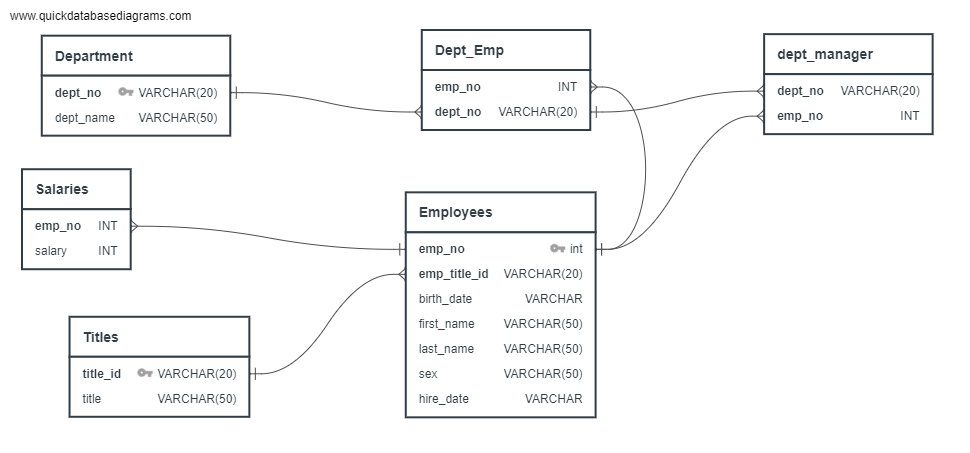 www.quickdatabasediagrams.com
Department
dept_no VARCHAR(20)
dept_name VARCHAR(50)
Dept_Emp
emp_no INT
dept_no VARCHAR(20)
dept_manager
dept_no VARCHAR(20)
emp_no INT
Salaries
emp_no INT
salary INT
Employees
emp_no int
emp_title_id VARCHAR(20)
birth_date VARCHAR
first_name VARCHAR(50)
last_name VARCHAR(50)
sex VARCHAR(50)
hire_date VARCHAR
Titles
title_id VARCHAR(20)
title VARCHAR(50)